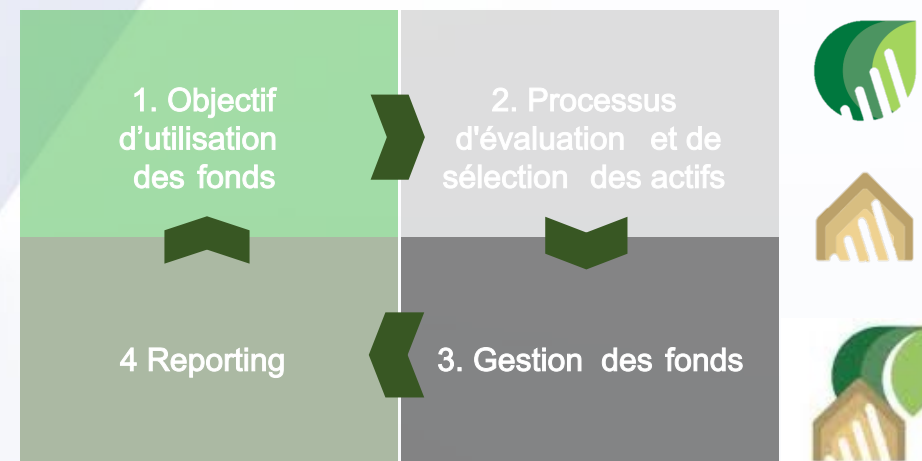 1. Objectif
d’utilisation
des fonds
2. Processus
d'évaluation et de
sélection des actifs
4 Reporting
3. Gestion des fonds